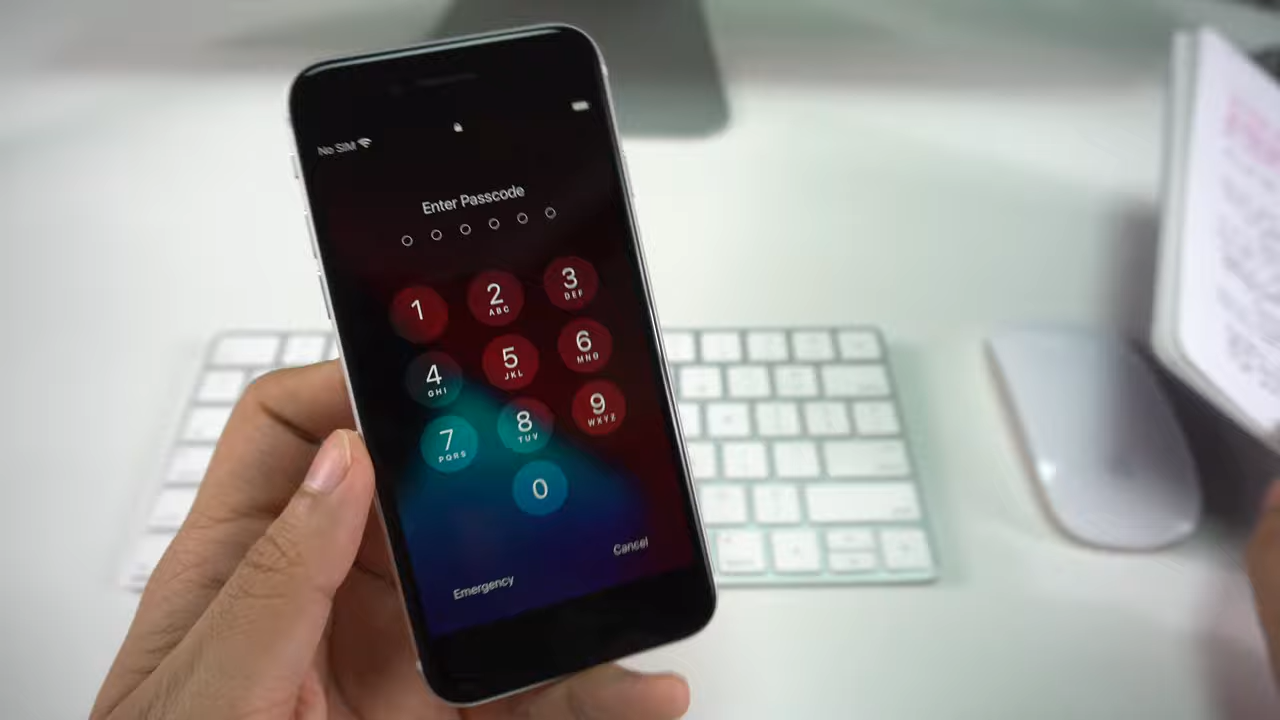 No SIM
Enter Passcode
1
2
ABC
3
DEF
4
GHI
5
JKL
6
MNO
7
PQRS
8
TUV
9
WXYZ
0
Emergency
Cancel